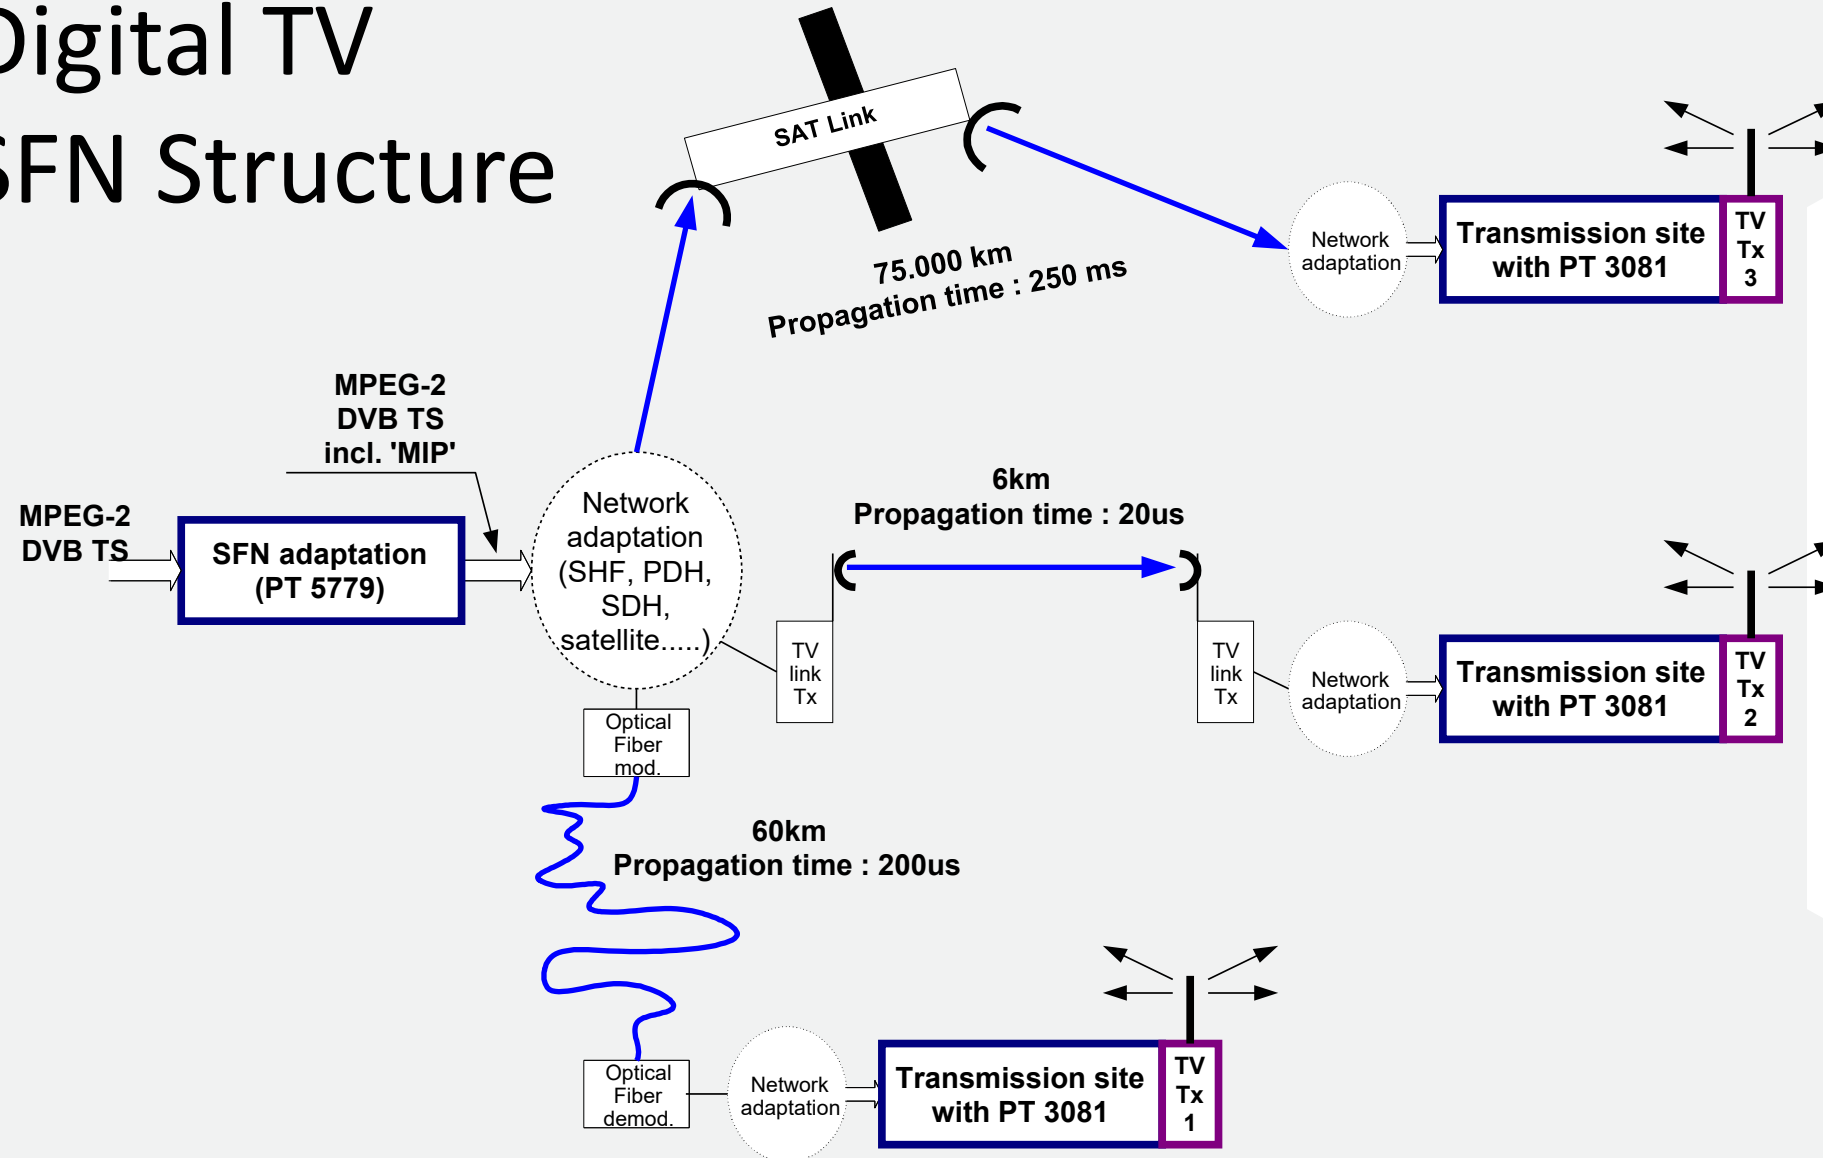 Digital TV
SFN Structure
SAT Link
75.000 km
Propagation time : 250 ms
Network
adaptation
Transmission site
with PT 3081
TV
Tx
3
MPEG-2
DVB TS
incl. 'MIP'
MPEG-2
DVB TS
SFN adaptation
(PT 5779)
Network
adaptation
(SHF, PDH,
SDH,
satellite.....)
6km
Propagation time : 20us
TV
link
Tx
TV
link
Tx
Network
adaptation
Transmission site
with PT 3081
TV
Tx
2
Optical
Fiber
mod.
60km
Propagation time : 200us
Optical
Fiber
demod.
Network
adaptation
Transmission site
with PT 3081
TV
Tx
1